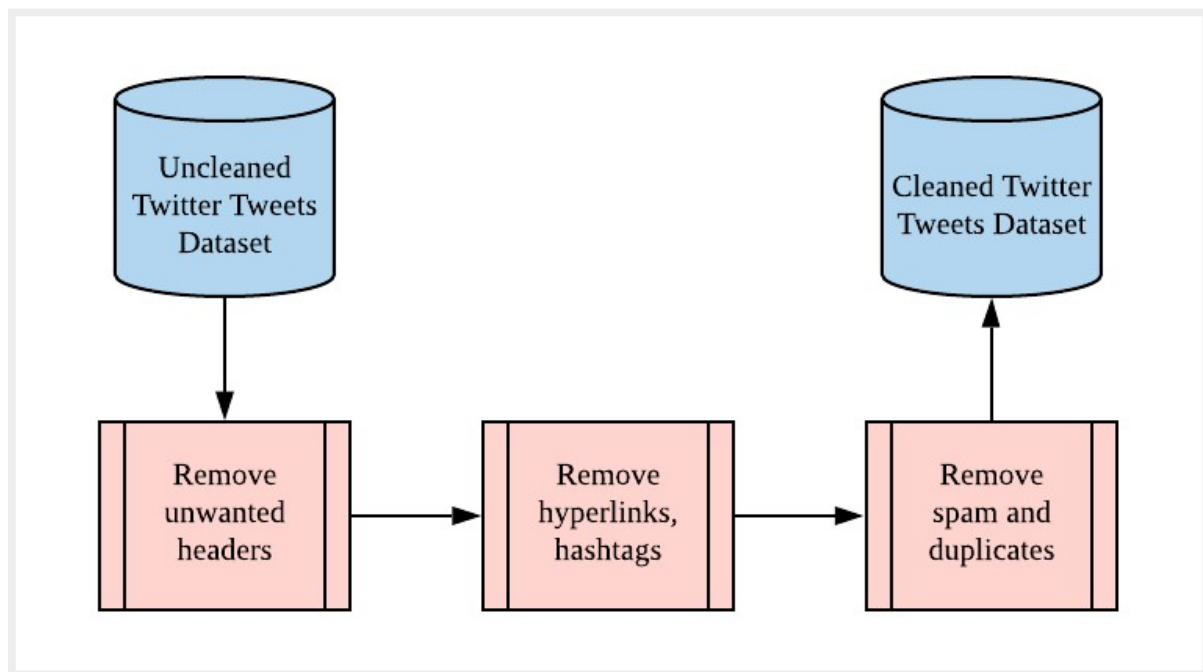 Uncleaned
Twitter Tweets
Dataset
Cleaned Twitter
Tweets Dataset
Remove
unwanted
headers
Remove
hyperlinks,
hashtags
Remove
spam and
duplicates